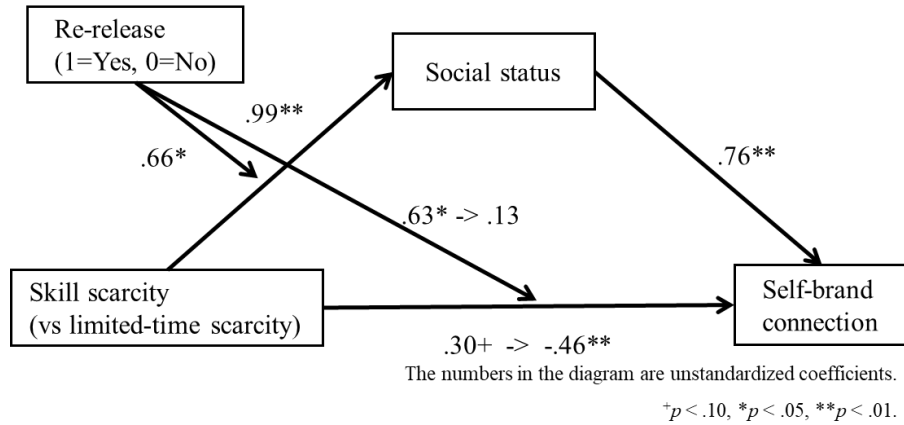 Re-release
(1=Yes, 0=No)
Social status
.99**
.66*
.76**
.63* -> .13
Skill scarcity
(vs limited-time scarcity)
Self-brand
connection
.30+ -> -.46**
The numbers in the diagram are unstandardized coefficients.
+p < .10, *p < .05, **p < .01.